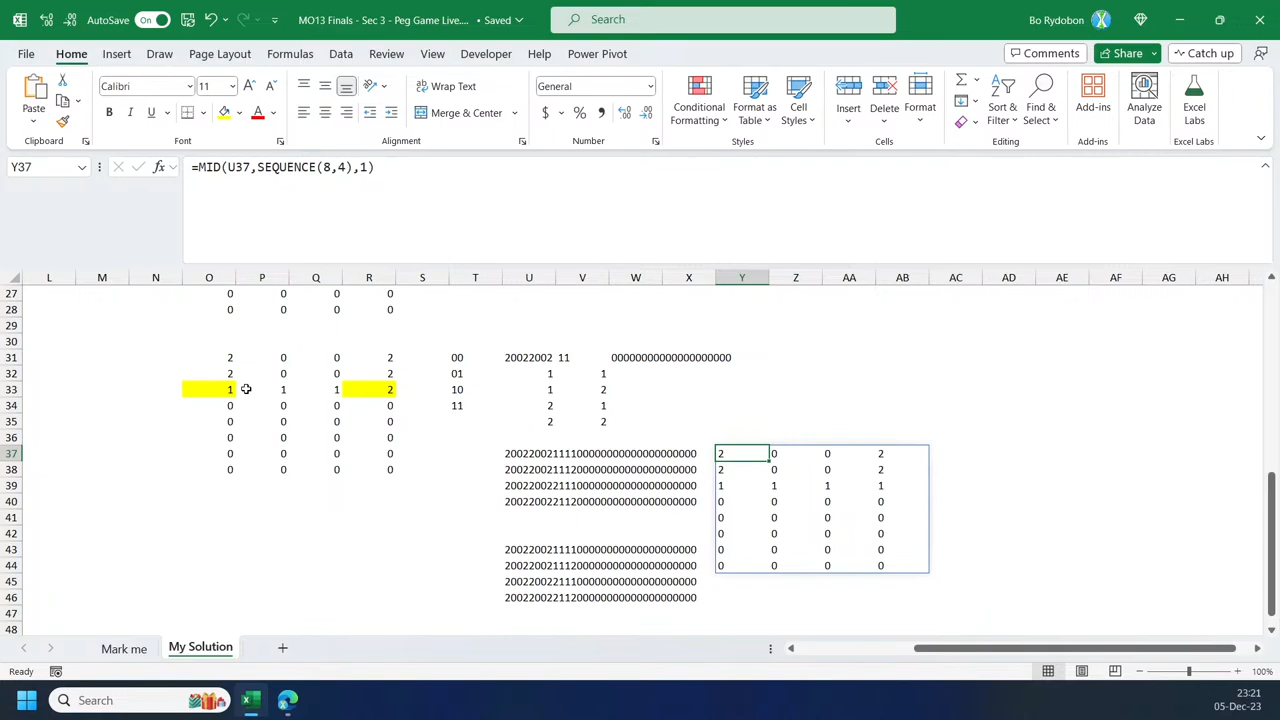 AutoSave On MO13 Finals - Sec 3 - Peg Game Live.... • Saved Search Bo Rydobon
File Home Insert Draw Page Layout Formulas Data Review View Developer Help Power Pivot Comments Share Catch up
Paste Calibri 11 Wrap Text General Conditional Formatting Format as Table Cell Styles Insert Delete Format Sort & Filter Find & Select Add-ins Analyze Data Excel Labs
B I U A Merge & Center $ % 9
Clipboard Font Alignment Number Styles Cells Editing Add-ins Excel Labs
Y37 fx =MID(U37,SEQUENCE(8,4),1)
L M N O P Q R S T U V W X Y Z AA AB AC AD AE AF AG AH
27 0 0 0 0
28 0 0 0 0
29
30
31 2 0 0 2 00 20022002 11 00000000000000000000
32 2 0 0 2 01 1 1
33 1 1 1 2 10 1 2
34 0 0 0 0 11 2 1
35 0 0 0 0 2 2
36 0 0 0 0
37 0 0 0 0 20022002111100000000000000000000 2 0 0 2
38 0 0 0 0 20022002111200000000000000000000 2 0 0 2
39 20022002211100000000000000000000 1 1 1 1
40 20022002211200000000000000000000 0 0 0 0
41 0 0 0 0
42 0 0 0 0
43 20022002111100000000000000000000 0 0 0 0
44 20022002111200000000000000000000 0 0 0 0
45 20022002211100000000000000000000
46 20022002211200000000000000000000
47
48
Mark me My Solution
Ready 100%
Search 23:21
05-Dec-23